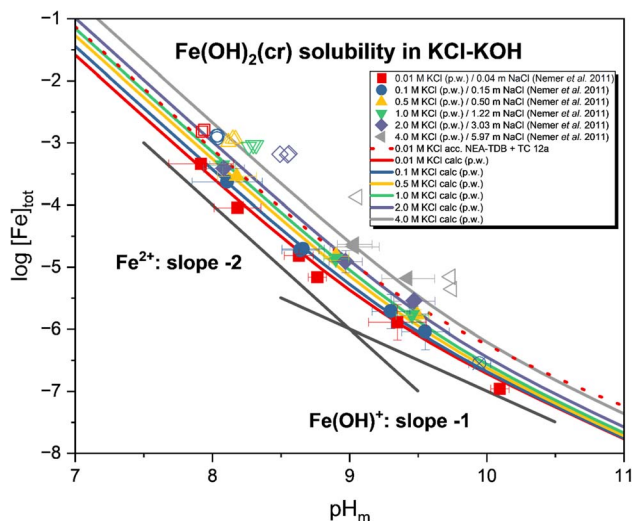 Fe(OH)2(cr) solubility in KCl-KOH
0.01 M KCl (p.w.) / 0.04 m NaCl (Nemer et al. 2011)
0.1 M KCl (p.w.) / 0.15 m NaCl (Nemer et al. 2011)
0.5 M KCl (p.w.) / 0.50 m NaCl (Nemer et al. 2011)
1.0 M KCl (p.w.) / 1.22 m NaCl (Nemer et al. 2011)
2.0 M KCl (p.w.) / 3.03 m NaCl (Nemer et al. 2011)
4.0 M KCl (p.w.) / 5.97 m NaCl (Nemer et al. 2011)
0.01 M KCl acc. NEA-TDB + TC 12a
0.01 M KCl calc (p.w.)
0.1 M KCl calc (p.w.)
0.5 M KCl calc (p.w.)
1.0 M KCl calc (p.w.)
2.0 M KCl calc (p.w.)
4.0 M KCl calc (p.w.)
log [Fe]tot
-1
-2
-3
-4
-5
-6
-7
-8
Fe2+: slope -2
Fe(OH)+: slope -1
7 8 9 10 11
pHm